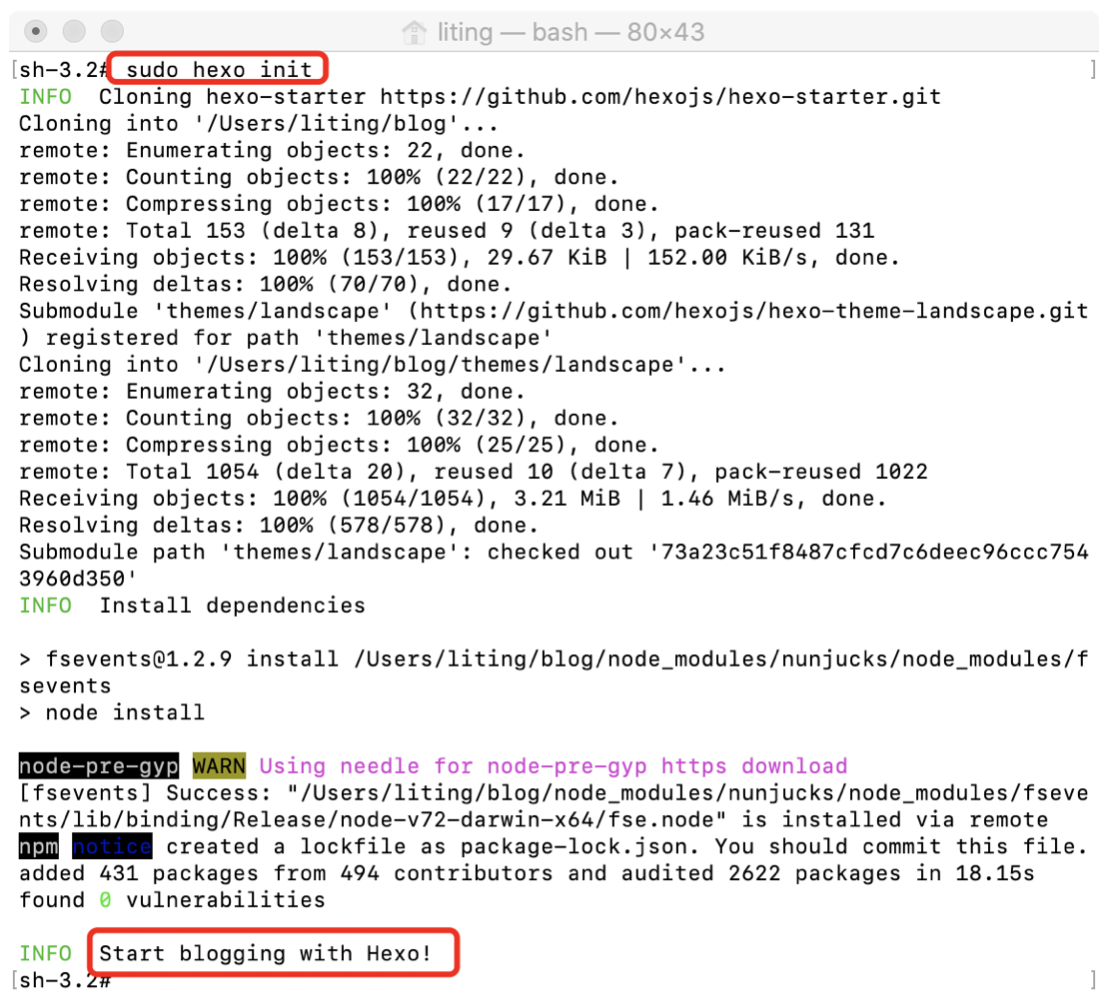 liting — bash — 80×43
[sh-3.2# sudo hexo init ]
INFO  Cloning hexo-starter https://github.com/hexojs/hexo-starter.git
Cloning into '/Users/liting/blog'...
remote: Enumerating objects: 22, done.
remote: Counting objects: 100% (22/22), done.
remote: Compressing objects: 100% (17/17), done.
remote: Total 153 (delta 8), reused 9 (delta 3), pack-reused 131
Receiving objects: 100% (153/153), 29.67 KiB | 152.00 KiB/s, done.
Resolving deltas: 100% (70/70), done.
Submodule 'themes/landscape' (https://github.com/hexojs/hexo-theme-landscape.git
) registered for path 'themes/landscape'
Cloning into '/Users/liting/blog/themes/landscape'...
remote: Enumerating objects: 32, done.
remote: Counting objects: 100% (32/32), done.
remote: Compressing objects: 100% (25/25), done.
remote: Total 1054 (delta 20), reused 10 (delta 7), pack-reused 1022
Receiving objects: 100% (1054/1054), 3.21 MiB | 1.46 MiB/s, done.
Resolving deltas: 100% (578/578), done.
Submodule path 'themes/landscape': checked out '73a23c51f8487cfcd7c6deec96ccc754
3960d350'
INFO  Install dependencies
> fsevents@1.2.9 install /Users/liting/blog/node_modules/nunjucks/node_modules/f
sevents
> node install
node-pre-gyp WARN Using needle for node-pre-gyp https download
[fsevents] Success: "/Users/liting/blog/node_modules/nunjucks/node_modules/fseve
nts/lib/binding/Release/node-v72-darwin-x64/fse.node" is installed via remote
npm notice created a lockfile as package-lock.json. You should commit this file.
added 431 packages from 494 contributors and audited 2622 packages in 18.15s
found 0 vulnerabilities
INFO  Start blogging with Hexo!
[sh-3.2# ]